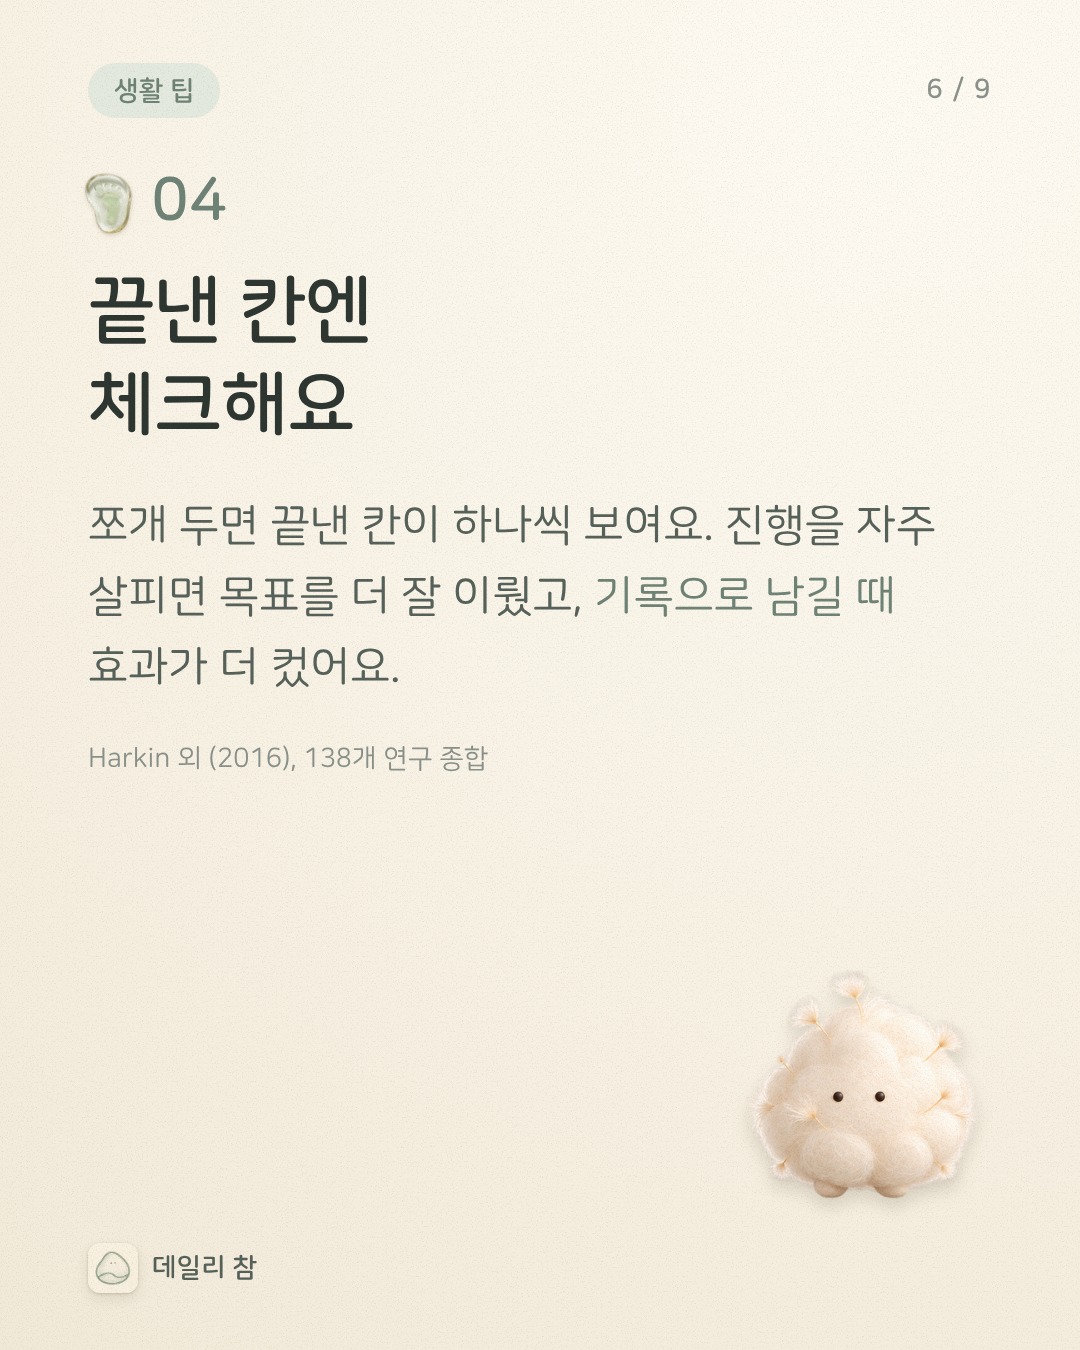 생활 팁
6 / 9
04
끝낸 칸엔
체크해요
쪼개 두면 끝낸 칸이 하나씩 보여요. 진행을 자주
살피면 목표를 더 잘 이뤘고, 기록으로 남길 때
효과가 더 컸어요.
Harkin 외 (2016), 138개 연구 종합
데일리 참